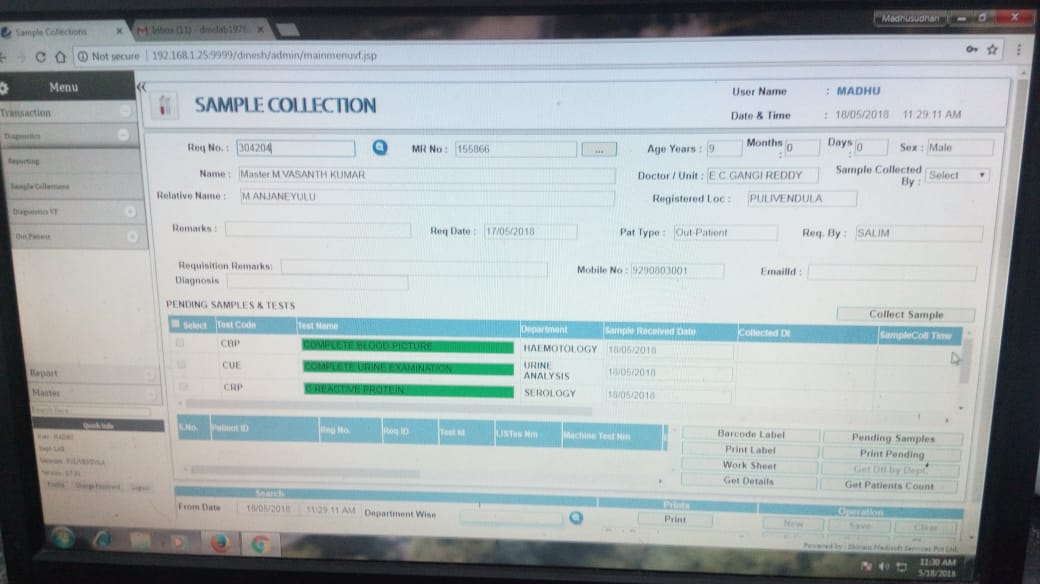 Madhusudhan
Sample Collections
Inbox (11) - dmslab1976
Not secure | 192.168.1.25:9999/dinesh/admin/mainmenuvf.jsp
Menu
Transaction
Diagnostics
Reporting
Sample Collections
Diagnostics VF
Out Patient
Report
Master
Search Here
Quick Info
Profile Change Password Logout
SAMPLE COLLECTION
User Name : MADHU
Date & Time : 18/05/2018 11:29:11 AM
Req No. : 304204 MR No : 155866 ... Age Years : 9 Months : 0 Days : 0 Sex : Male
Name : Master.M.VASANTH KUMAR Doctor / Unit : E C GANGI REDDY Sample Collected By : Select
Relative Name : M.ANJANEYULU Registered Loc : PULIVENDULA
Remarks : Req Date : 17/05/2018 Pat Type : Out-Patient Req. By : SALIM
Requisition Remarks: Mobile No : 9290803001 EmailId :
Diagnosis
PENDING SAMPLES & TESTS Collect Sample
Select Test Code Test Name Department Sample Received Date Collected Dt SampleColl Time
CBP COMPLETE BLOOD PICTURE HAEMOTOLOGY 18/05/2018
CUE COMPLETE URINE EXAMINATION URINE ANALYSIS 18/05/2018
CRP C-REACTIVE PROTEIN SEROLOGY 18/05/2018
S.No. Patient ID Reg No. Req ID Test Id LISTes Nm Machine Test Nm
Barcode Label Pending Samples
Print Label Print Pending
Work Sheet Get Dtl by Dept.
Get Details Get Patients Count
Search Prints Operation
From Date 18/05/2018 11:29:11 AM Department Wise Print New Save Clear
Powered by : Shivam Medisoft Services Pvt Ltd.
11:30 AM
5/18/2018